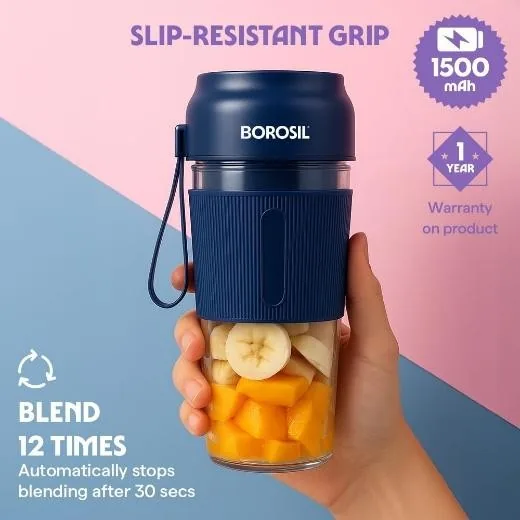 SLIP-RESISTANT GRIP
1500
mAh
BOROSIL
1
YEAR
Warranty
on product
BLEND
12 TIMES
Automatically stops
blending after 30 secs